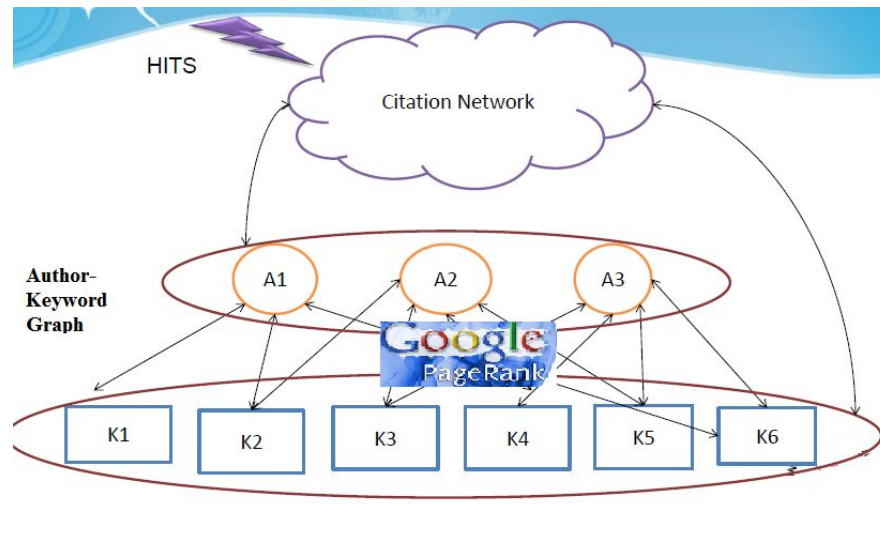 HITS
Citation Network
Author-
Keyword
Graph
A1
A2
A3
Google
PageRank
K1
K2
K3
K4
K5
K6